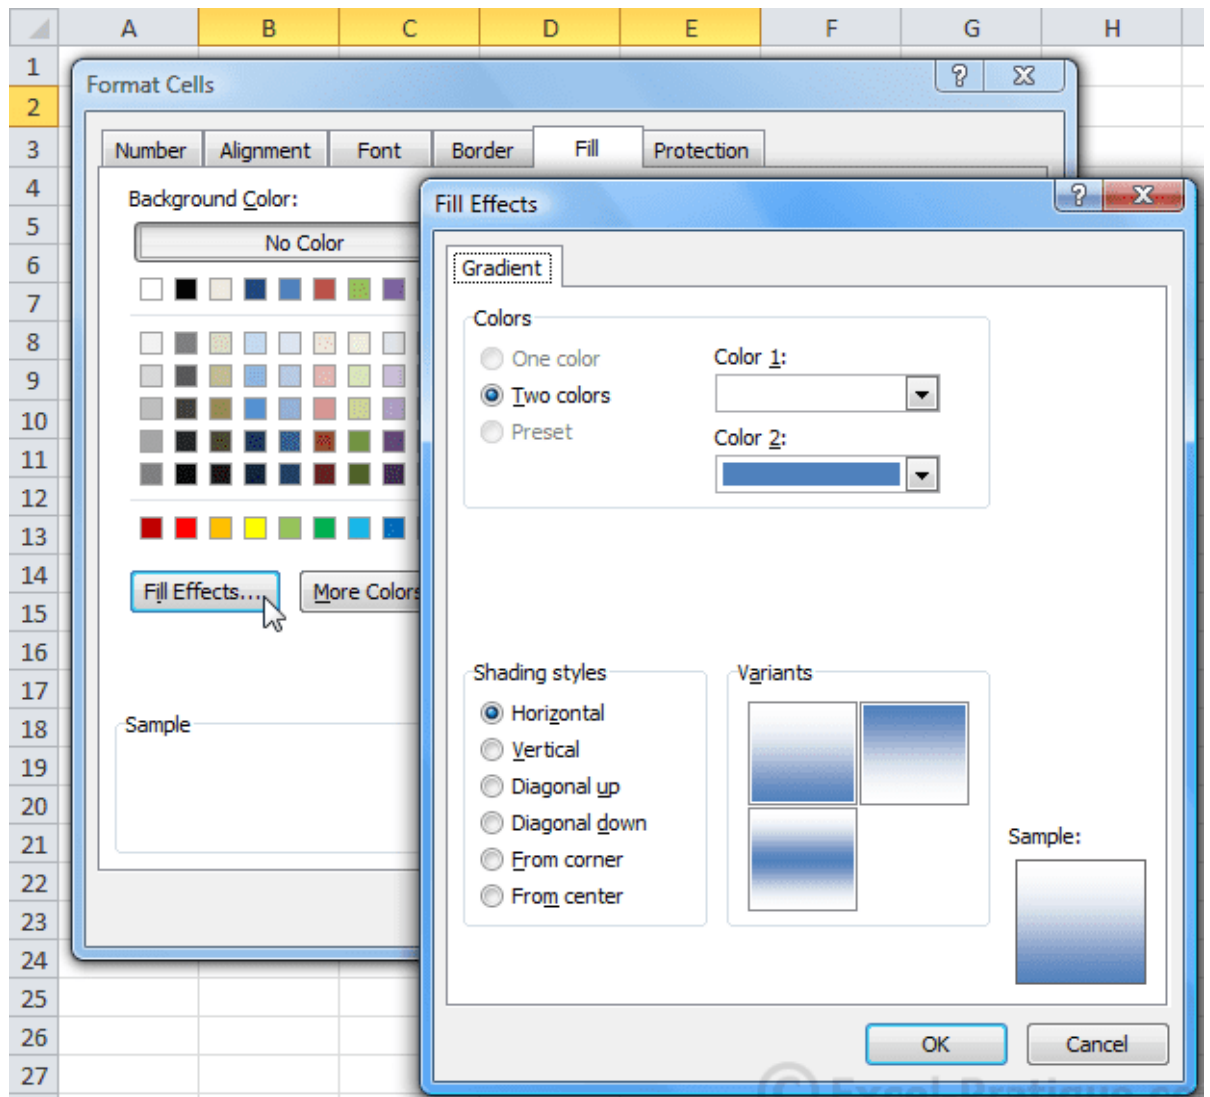 A B C D E F G H
1
2
3
4
5
6
7
8
9
10
11
12
13
14
15
16
17
18
19
20
21
22
23
24
25
26
27
Format Cells
Number Alignment Font Border Fill Protection
Background Color:
No Color
Fill Effects...
More Colors
Sample
Fill Effects
Gradient
Colors
One color
Two colors
Preset
Color 1:
Color 2:
Shading styles
Horizontal
Vertical
Diagonal up
Diagonal down
From corner
From center
Variants
Sample:
OK Cancel
© Excel-Pratique.co